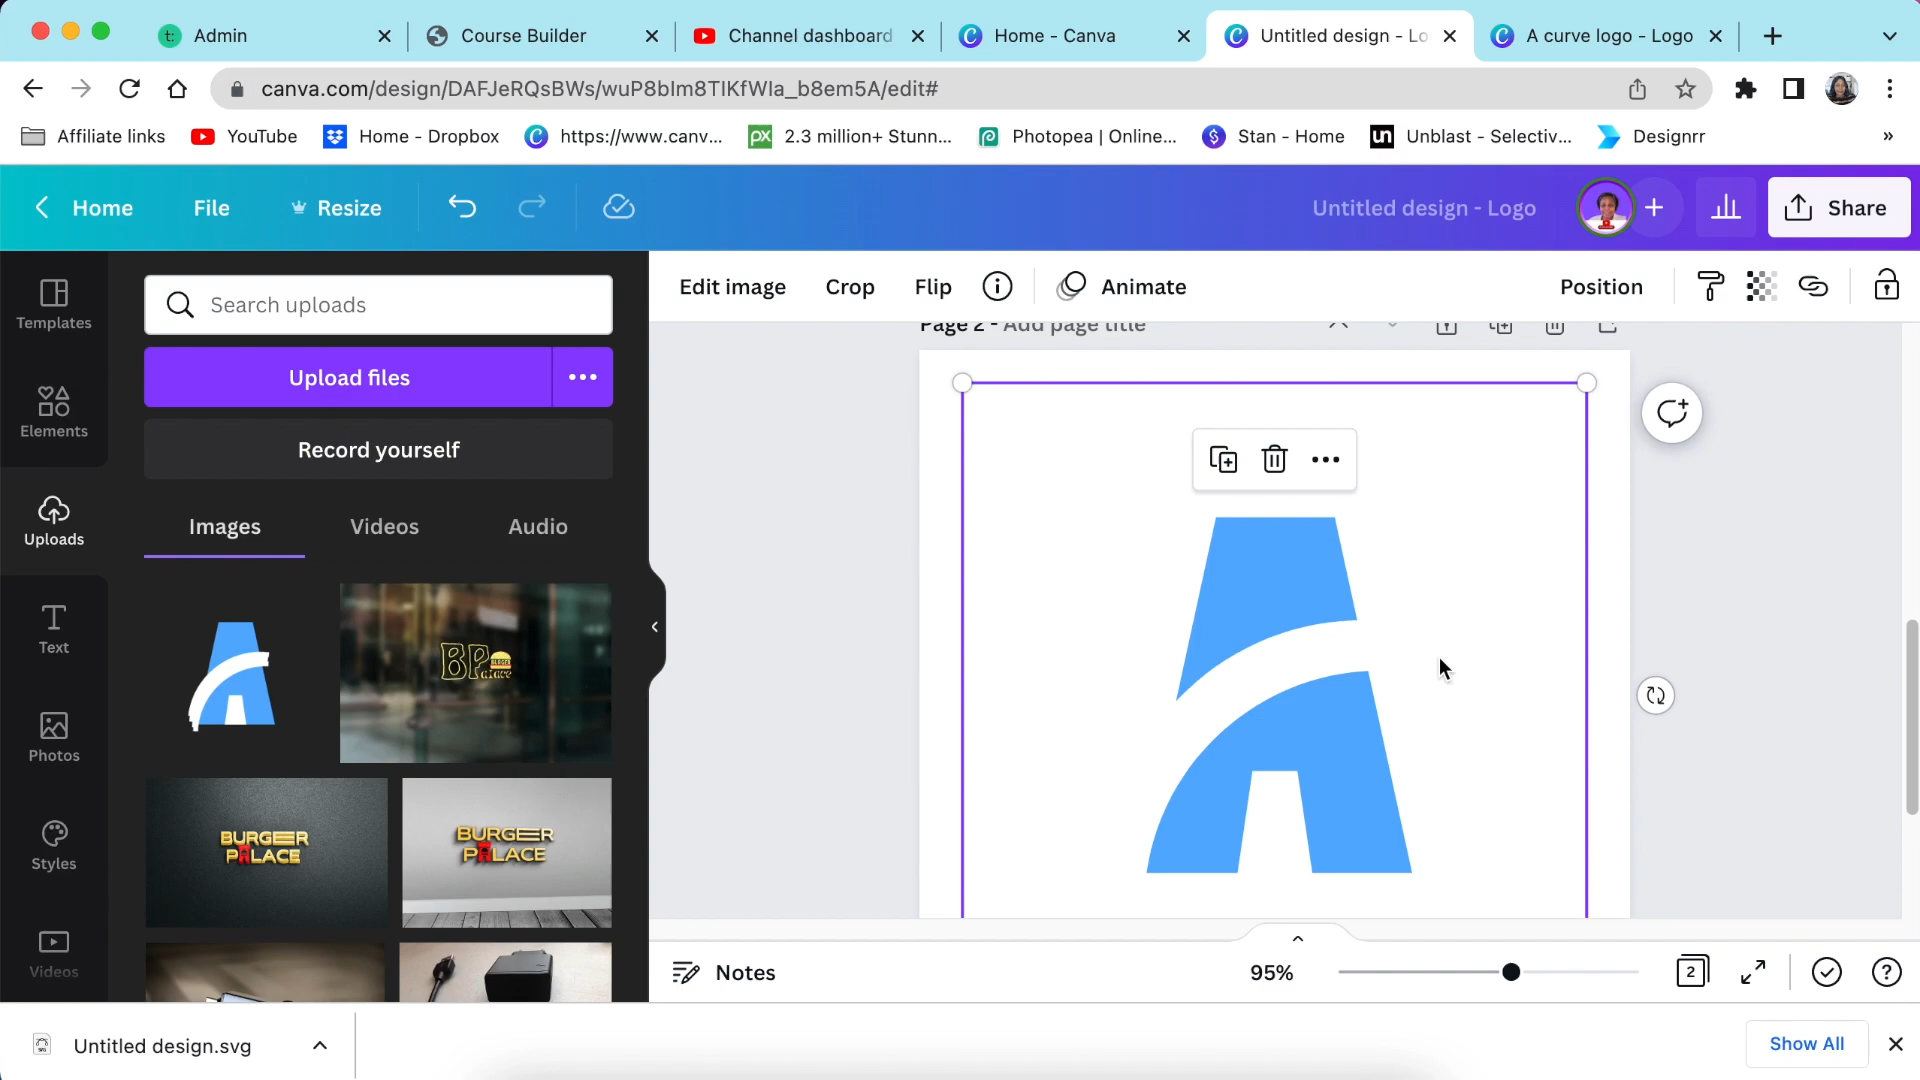 Admin
Course Builder
Channel dashboard
Home - Canva
Untitled design - Lo
A curve logo - Logo
canva.com/design/DAFJeRQsBWs/wuP8blm8TIKfWla_b8em5A/edit#
Affiliate links
YouTube
Home - Dropbox
https://www.canv...
2.3 million+ Stunn...
Photopea | Online...
Stan - Home
Unblast - Selectiv...
Designrr
»
Home
File
Resize
Untitled design - Logo
Share
Templates
Elements
Uploads
Text
Photos
Styles
Videos
Search uploads
Upload files
Record yourself
Images
Videos
Audio
BP BURGER alace
BURGER PALACE
BURGER PALACE
Edit image
Crop
Flip
Animate
Position
Page 2 - Add page title
A
Notes
95%
2
Untitled design.svg
Show All